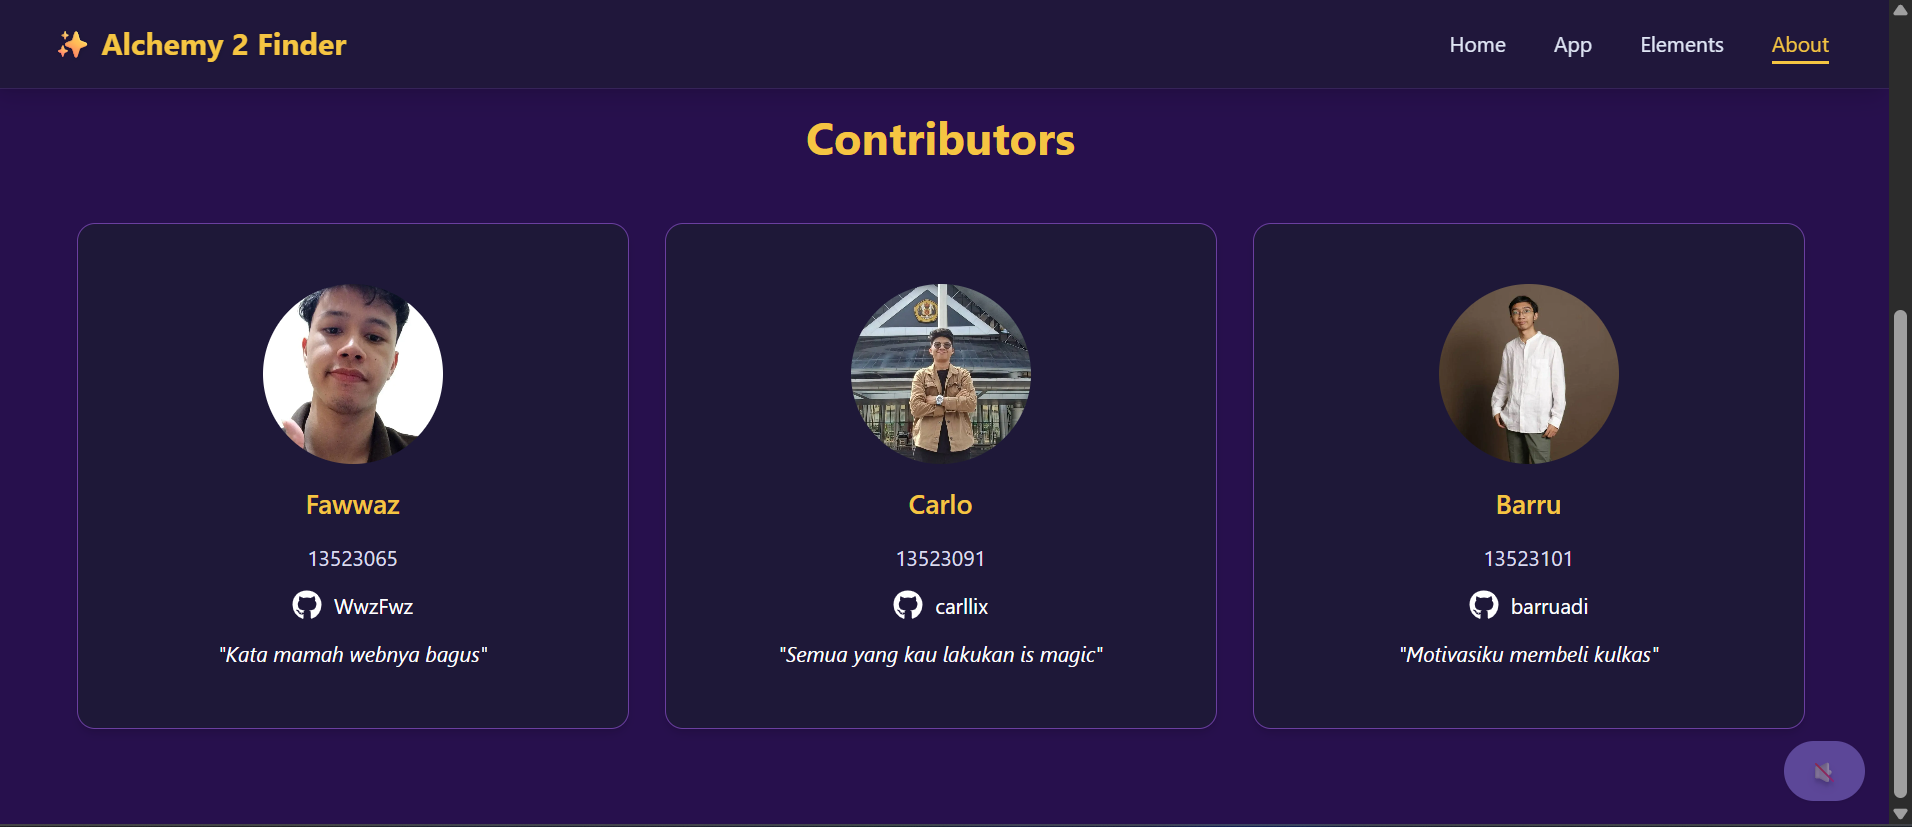 Alchemy 2 Finder
Home App Elements About
Contributors
Fawwaz
13523065
WwzFwz
"Kata mamah webnya bagus"
Carlo
13523091
carllix
"Semua yang kau lakukan is magic"
Barru
13523101
barruadi
"Motivasiku membeli kulkas"